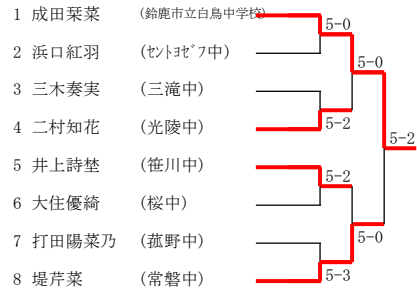 1 成田栞菜 (鈴鹿市立白鳥中学校)
5-0
2 浜口紅羽 (ｾﾝﾄﾖｾﾞﾌ中)
5-0
3 三木奏実 (三滝中)
5-2
4 二村知花 (光陵中)
5-2
5 井上詩埜 (笹川中)
5-2
6 大住優綺 (桜中)
5-0
7 打田陽菜乃 (菰野中)
5-3
8 堤芹菜 (常磐中)